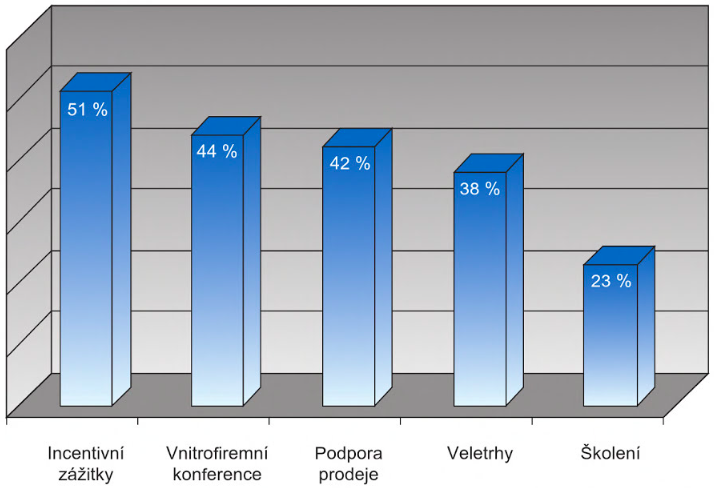 51 %
44 %
42 %
38 %
23 %
Incentivní
zážitky
Vnitrofiremní
konference
Podpora
prodeje
Veletrhy
Školení